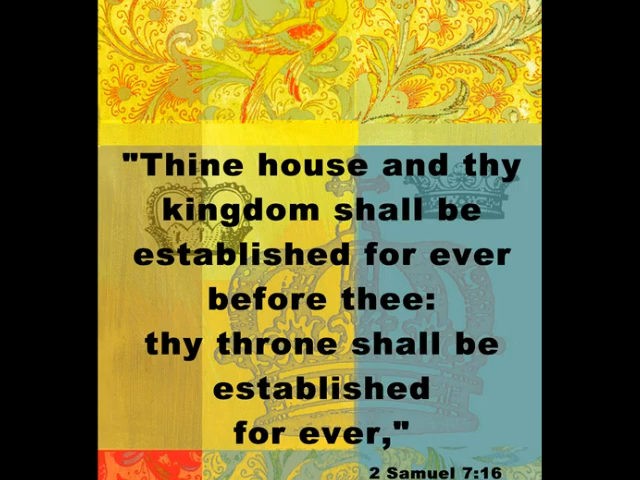 "Thine house and thy
kingdom shall be
established for ever
before thee:
thy throne shall be
established
for ever,"
2 Samuel 7:16